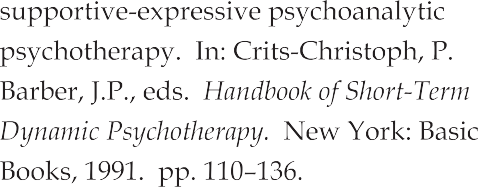 supportive-expressive psychoanalytic
psychotherapy.  In: Crits-Christoph, P.
Barber, J.P., eds.  Handbook of Short-Term
Dynamic Psychotherapy.  New York: Basic
Books, 1991.  pp. 110–136.